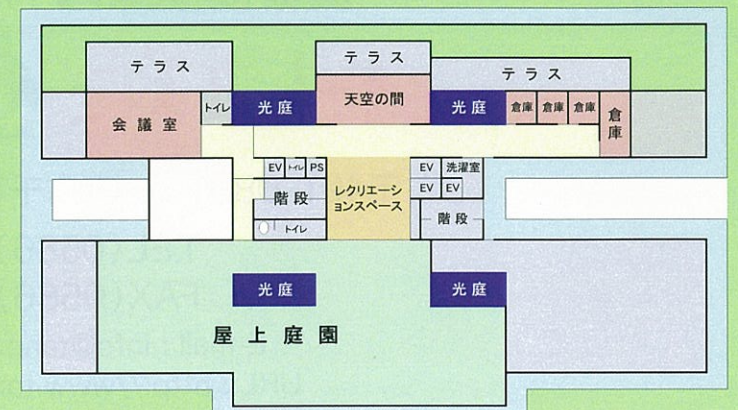 テラス
テラス
テラス
会議室
トイレ
光庭
天空の間
光庭
倉庫
倉庫
倉庫
倉庫
EV
トイレ
PS
階段
トイレ
レクリエーシ
ョンスペース
EV
洗濯室
EV
EV
階段
光庭
光庭
屋上庭園